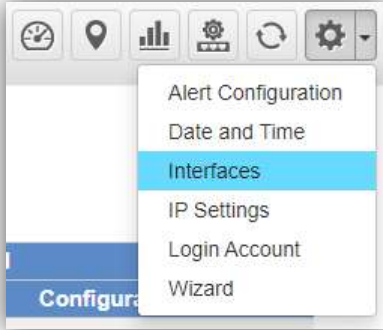 Alert Configuration
Date and Time
Interfaces
IP Settings
Login Account
Wizard